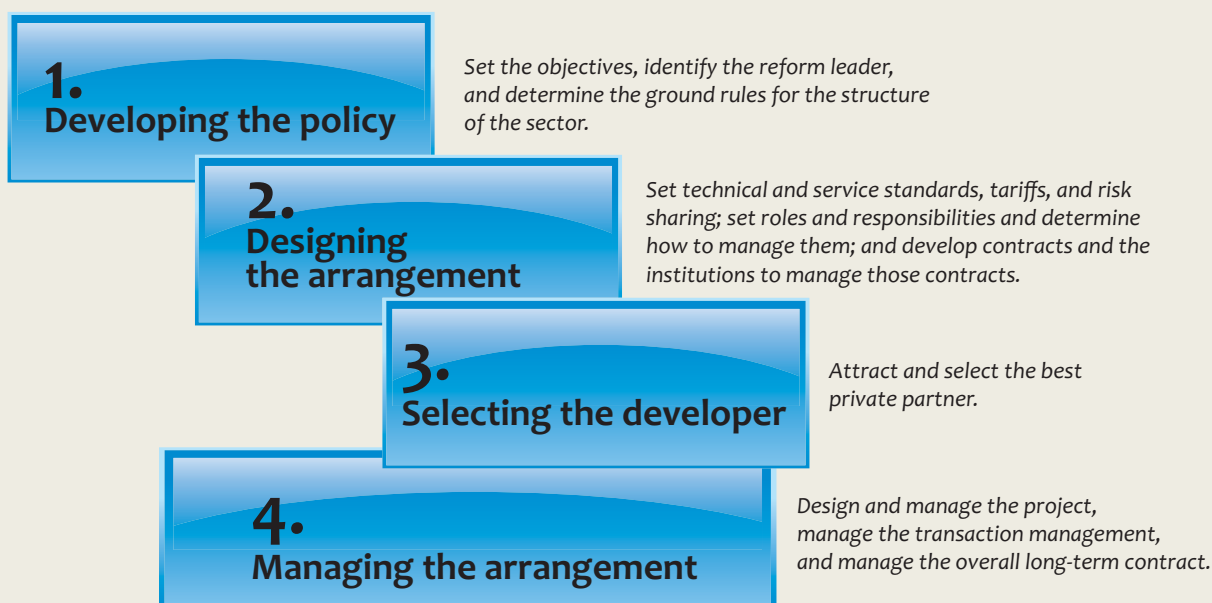 1.
Developing the policy
Set the objectives, identify the reform leader,
and determine the ground rules for the structure
of the sector.
2.
Designing
the arrangement
Set technical and service standards, tariffs, and risk
sharing; set roles and responsibilities and determine
how to manage them; and develop contracts and the
institutions to manage those contracts.
3.
Selecting the developer
Attract and select the best
private partner.
4.
Managing the arrangement
Design and manage the project,
manage the transaction management,
and manage the overall long-term contract.